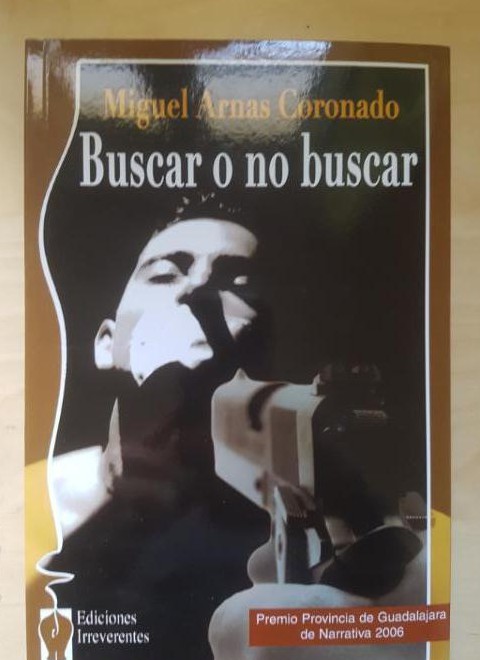 Miguel Arnas Coronado
Buscar o no buscar
Ediciones
Irreverentes
Premio Provincia de Guadalajara
de Narrativa 2006